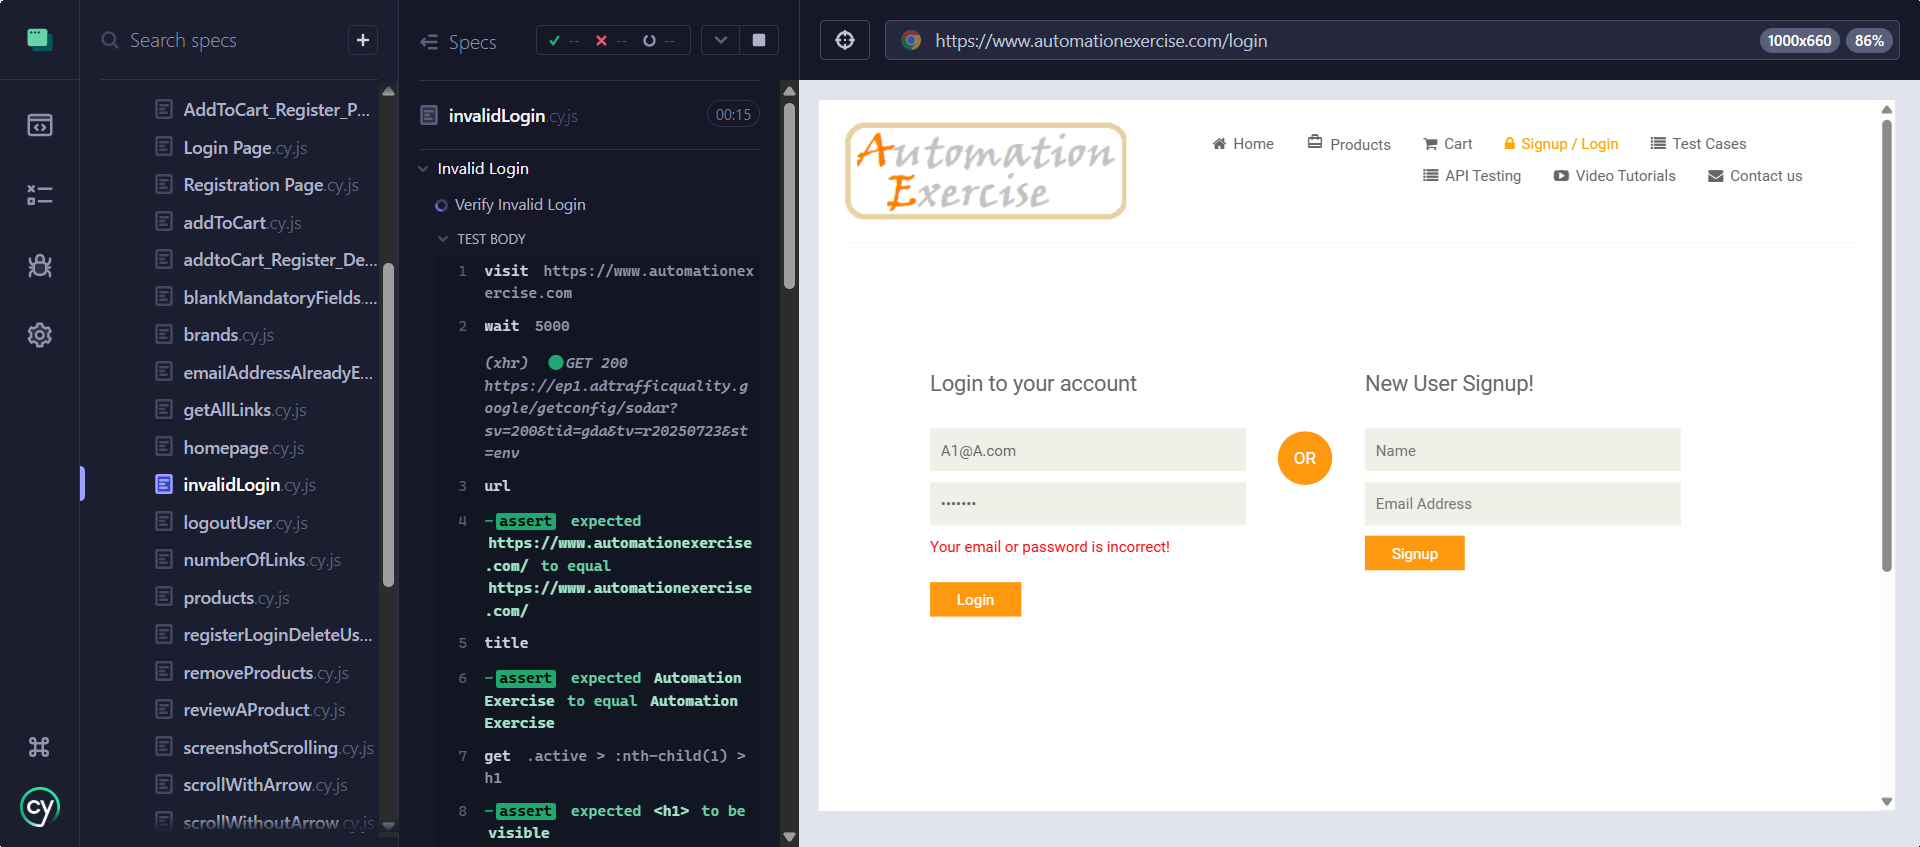 Search specs
AddToCart_Register_P...
Login Page.cy.js
Registration Page.cy.js
addToCart.cy.js
addtoCart_Register_De...
blankMandatoryFields....
brands.cy.js
emailAddressAlreadyE...
getAllLinks.cy.js
homepage.cy.js
invalidLogin.cy.js
logoutUser.cy.js
numberOfLinks.cy.js
products.cy.js
registerLoginDeleteUs...
removeProducts.cy.js
reviewAProduct.cy.js
screenshotScrolling.cy.js
scrollWithArrow.cy.js
scrollWithoutArrow.cy.js
cy
Specs
-- -- --
invalidLogin.cy.js 00:15
Invalid Login
Verify Invalid Login
TEST BODY
1 visit https://www.automationex
ercise.com
2 wait 5000
(xhr) GET 200
https://ep1.adtrafficquality.g
oogle/getconfig/sodar?
sv=200&tid=gda&tv=r20250723&st
=env
3 url
4 -assert expected
https://www.automationexercise
.com/ to equal
https://www.automationexercise
.com/
5 title
6 -assert expected Automation
Exercise to equal Automation
Exercise
7 get .active > :nth-child(1) >
h1
8 -assert expected <h1> to be
visible
https://www.automationexercise.com/login 1000x660 86%
Automation
Exercise
Home Products Cart Signup / Login Test Cases
API Testing Video Tutorials Contact us
Login to your account
A1@A.com
•••••••
Your email or password is incorrect!
Login
OR
New User Signup!
Name
Email Address
Signup